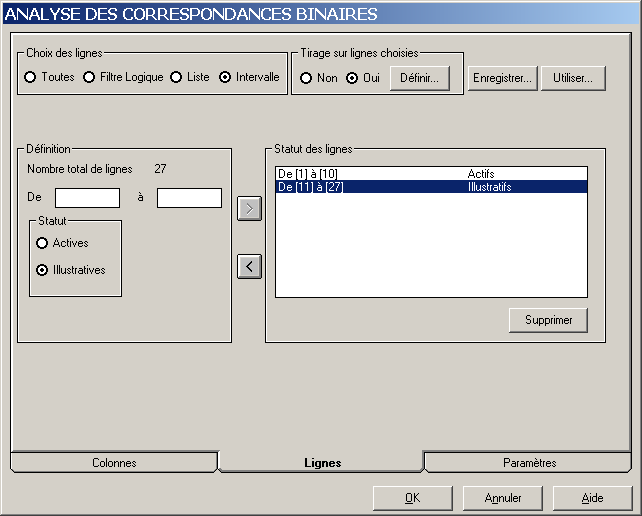 ANALYSE DES CORRESPONDANCES BINAIRES
Choix des lignes
Toutes Filtre Logique Liste Intervalle
Tirage sur lignes choisies
Non Oui Définir...
Enregistrer... Utiliser...
Définition
Nombre total de lignes 27
De à
Statut
Actives
Illustratives
> 
<
Statut des lignes
De [1] à [10] Actifs
De [11] à [27] Illustratifs
Supprimer
Colonnes Lignes Paramètres
OK Annuler Aide